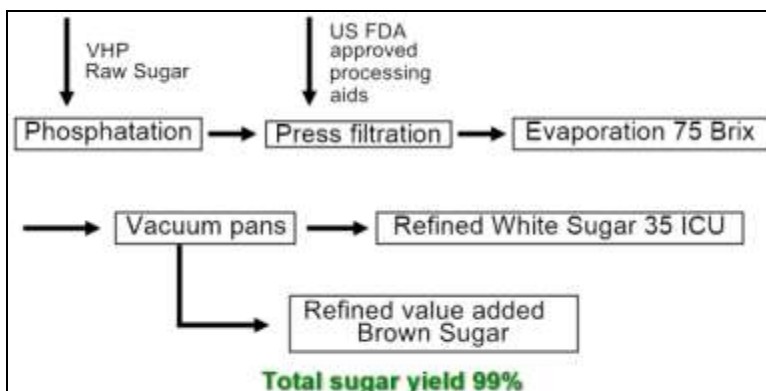 VHP
Raw Sugar
US FDA
approved
processing
aids
Phosphatation
Press filtration
Evaporation 75 Brix
Vacuum pans
Refined White Sugar 35 ICU
Refined value added
Brown Sugar
Total sugar yield 99%